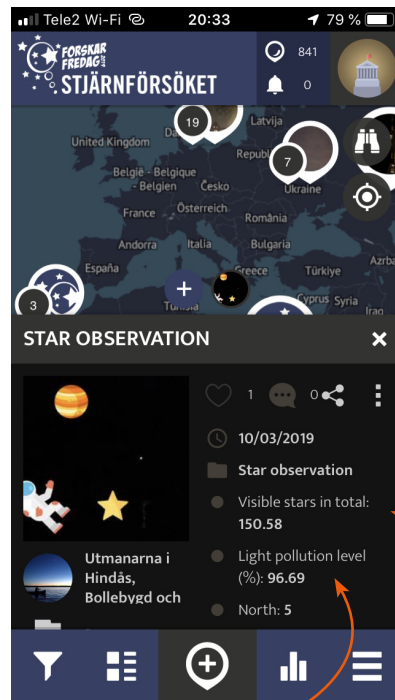 Tele2 Wi-Fi 20:33 79 %
FORSKAR
FREDAG
STJÄRNFÖRSÖKET
841
0
Latvija
19
United Kingdom
Republ
7
België - Belgique
- Belgien
Česko
Ukraine
France
Österreich
România
Andorra
Italia
Bulgaria
España
Greece
Türkiye
Azrba
3
+
Cyprus
Syria
Iraq
STAR OBSERVATION ×
1 0
10/03/2019
Star observation
Visible stars in total:
150.58
Light pollution level
(%): 96.69
North: 5
Utmanarna i
Hindås,
Bollebygd och